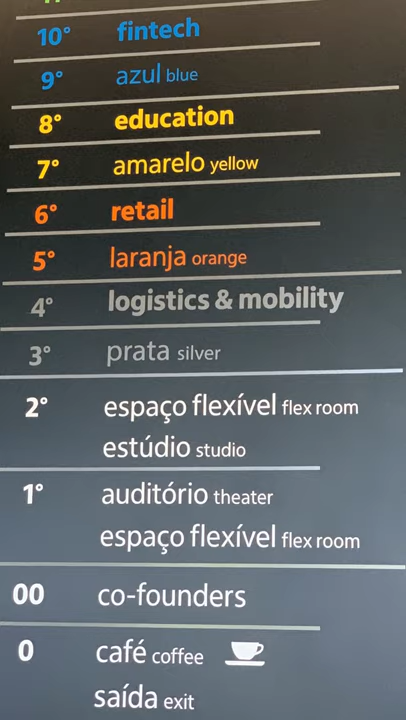 10° fintech
9° azul blue
8° education
7° amarelo yellow
6° retail
5° laranja orange
4° logistics & mobility
3° prata silver
2° espaço flexível flex room
estúdio studio
1° auditório theater
espaço flexível flex room
00 co-founders
0 café coffee
saída exit